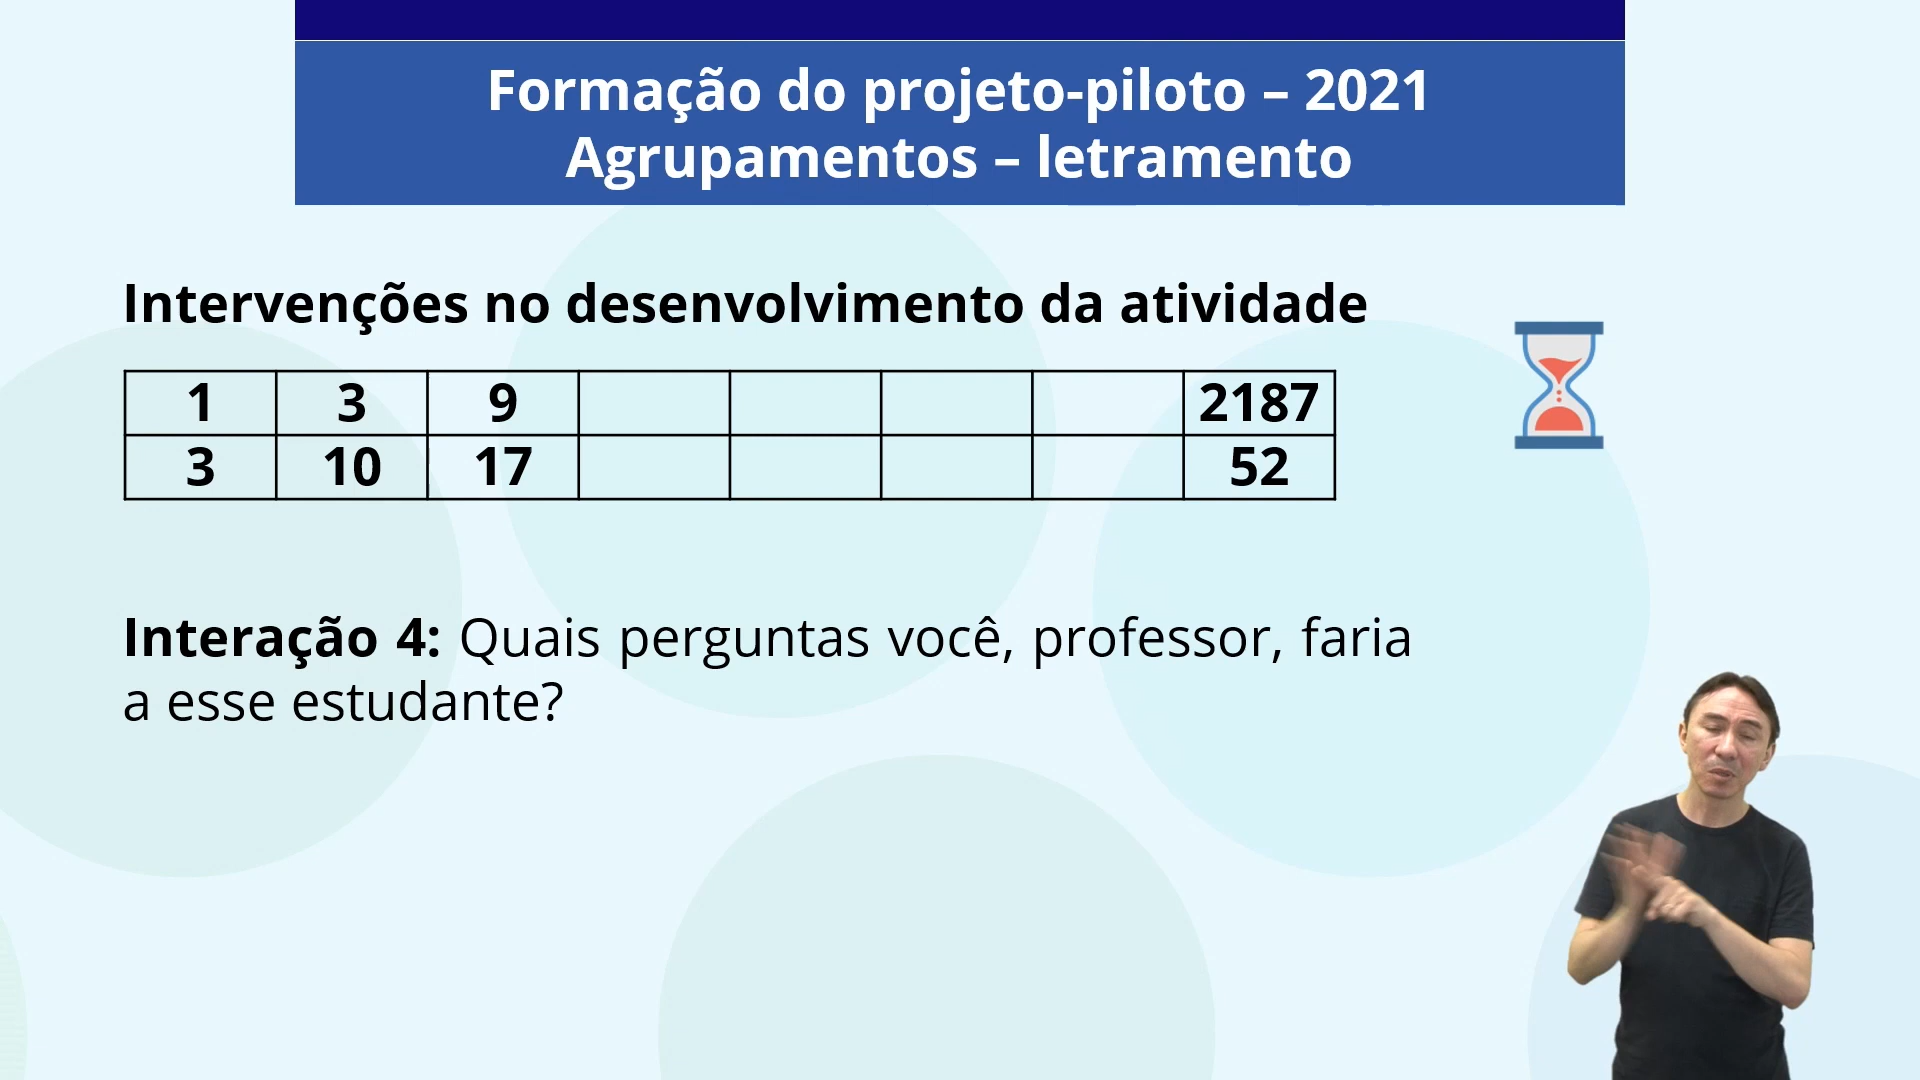 Formação do projeto-piloto – 2021
Agrupamentos – letramento
Intervenções no desenvolvimento da atividade
1 3 9 2187
3 10 17 52
Interação 4: Quais perguntas você, professor, faria
a esse estudante?